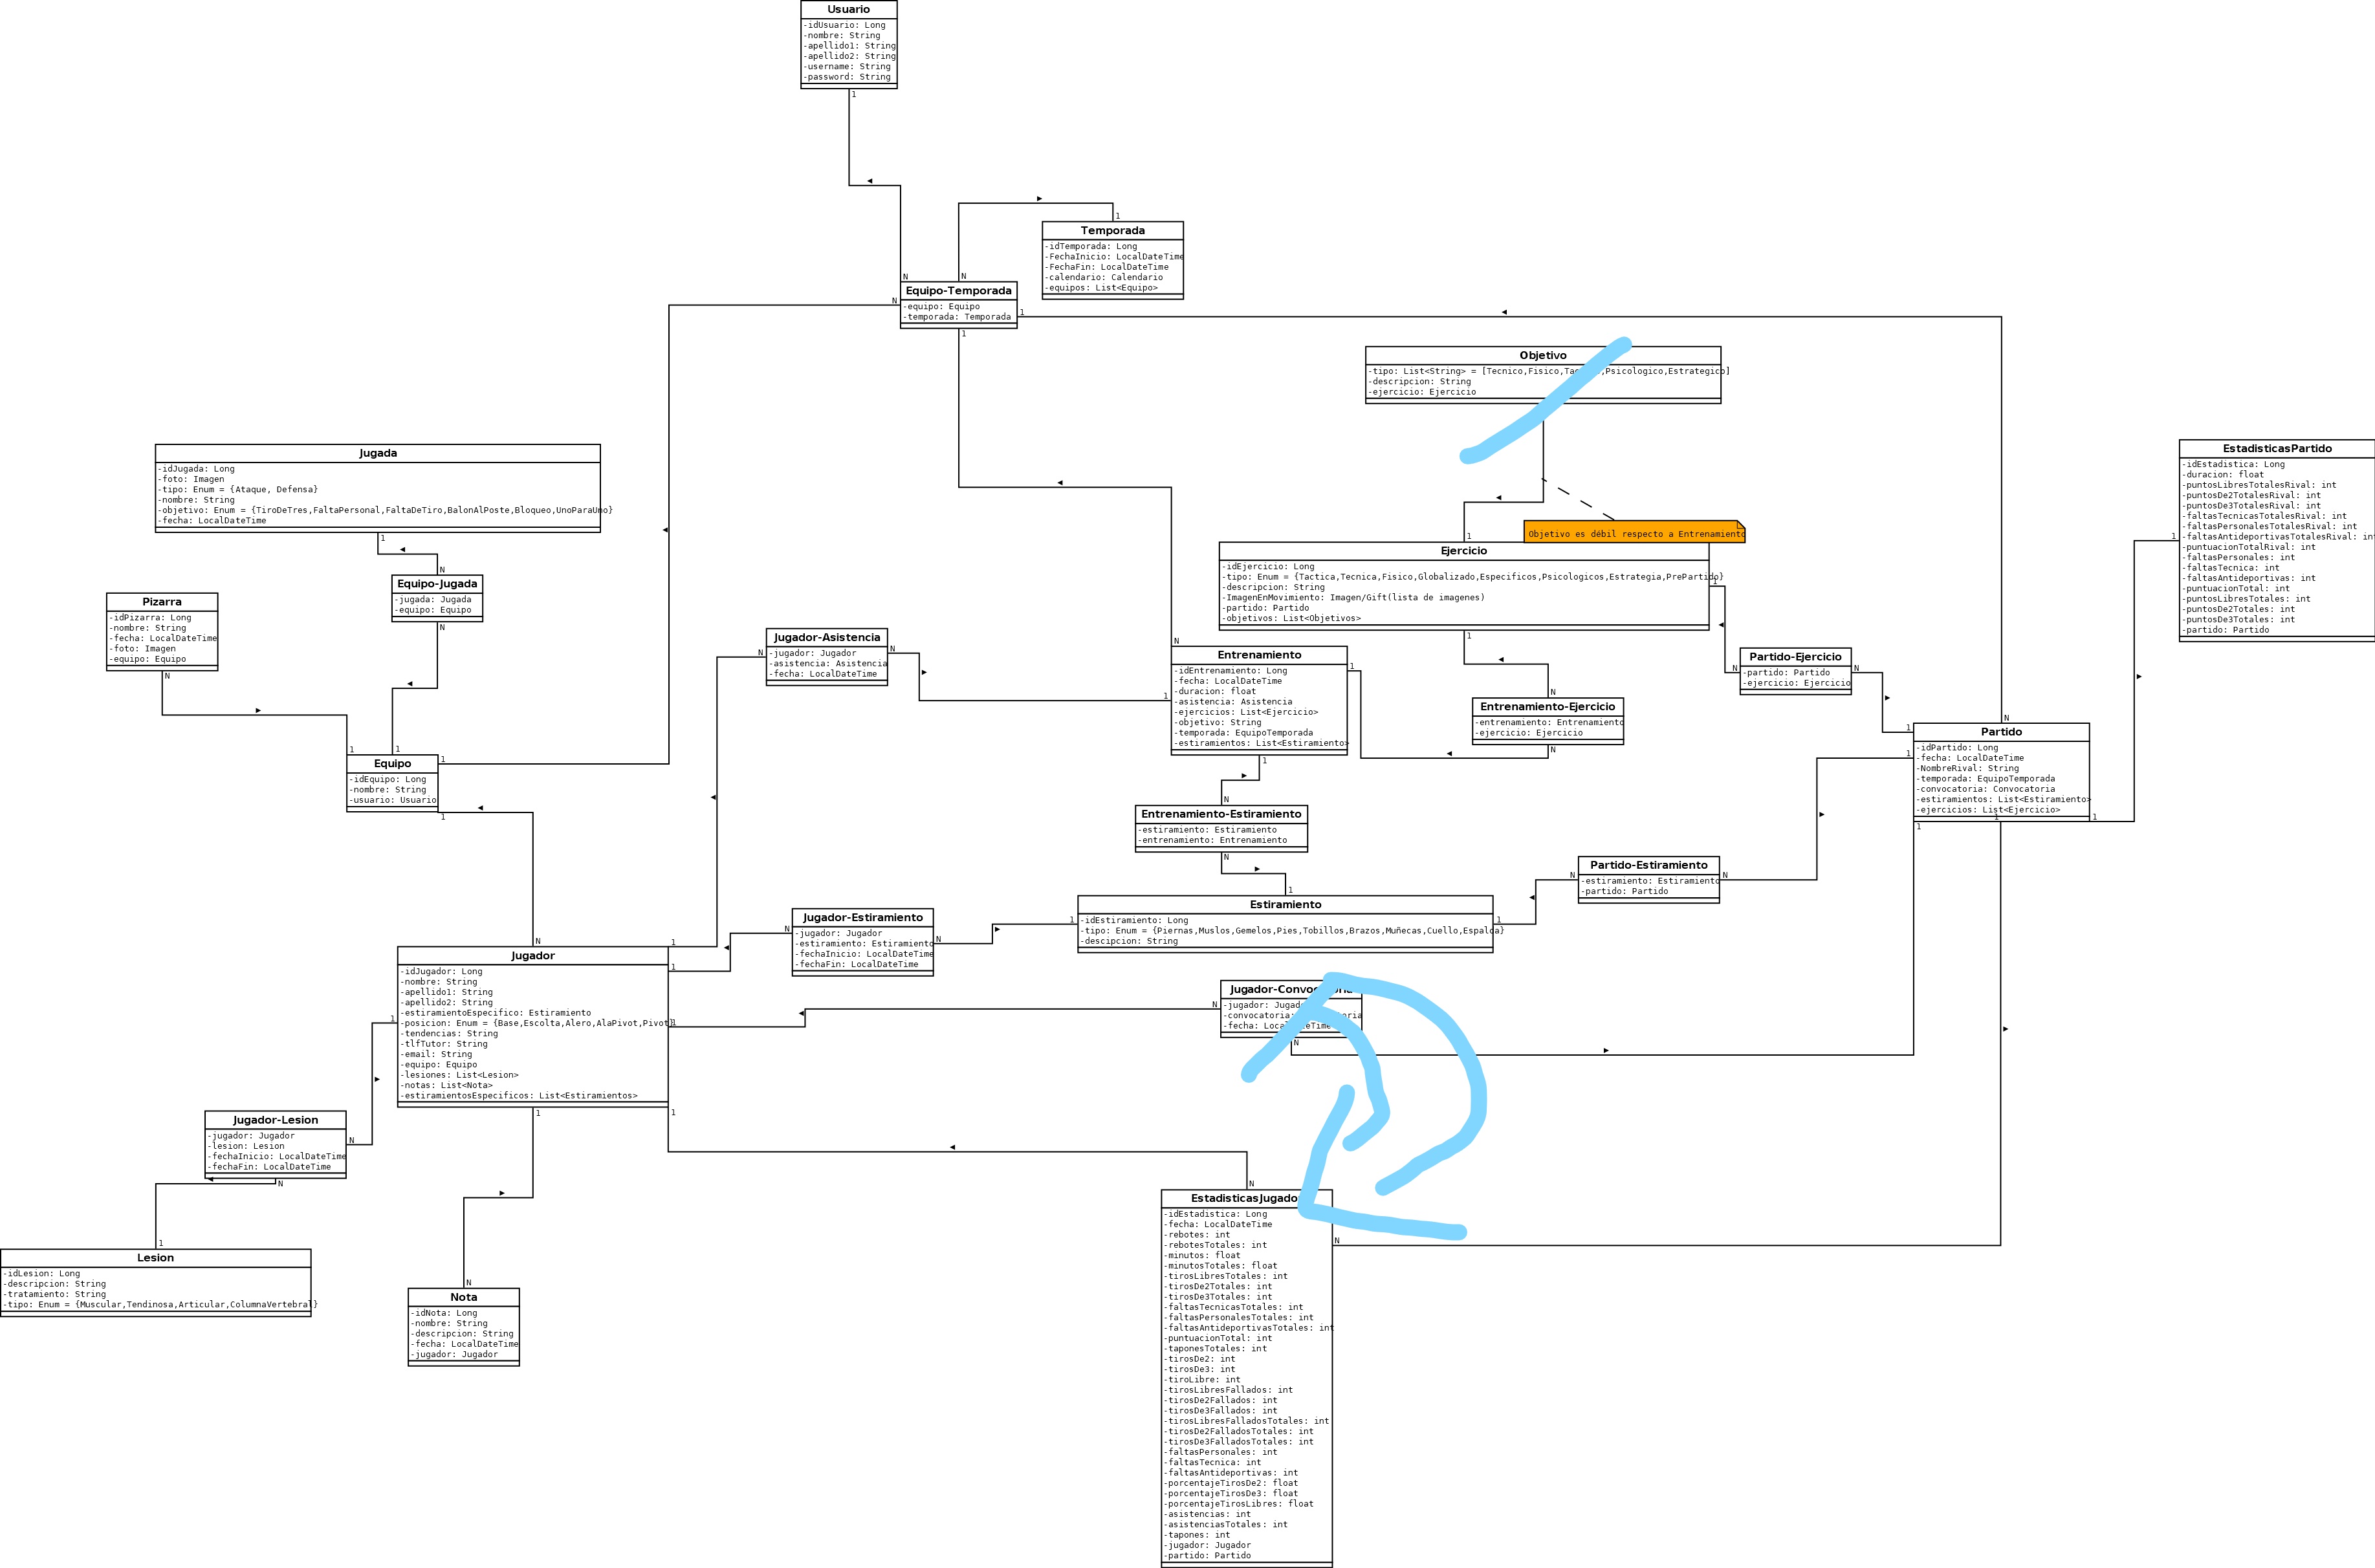 Usuario
-idUsuario: Long
-nombre: String
-apellido1: String
-apellido2: String
-username: String
-password: String
1
N
1
Temporada
-idTemporada: Long
-FechaInicio: LocalDateTime
-FechaFin: LocalDateTime
-calendario: Calendario
-equipos: List<Equipo>
N
N
Equipo-Temporada
-equipo: Equipo
-temporada: Temporada
1
1
Objetivo
-tipo: List<String> = [Tecnico,Fisico, ,Psicologico,Estrategico]
-descripcion: String
-ejercicio: Ejercicio
Objetivo es débil respecto a Entrenamiento
Jugada
-idJugada: Long
-foto: Imagen
-tipo: Enum = {Ataque, Defensa}
-nombre: String
-objetivo: Enum = {TiroDeTres,FaltaPersonal,FaltaDeTiro,BalonAlPoste,Bloqueo,UnoParaUno}
-fecha: LocalDateTime
1
N
Equipo-Jugada
-jugada: Jugada
-equipo: Equipo
N
Pizarra
-idPizarra: Long
-nombre: String
-fecha: LocalDateTime
-foto: Imagen
-equipo: Equipo
N
1
1
1
Equipo
-idEquipo: Long
-nombre: String
-usuario: Usuario
1
1
Ejercicio
-idEjercicio: Long
-tipo: Enum = {Tactica,Tecnica,Fisico,Globalizado,Especificos,Psicologicos,Estrategia,PrePartido}
-descripcion: String
-ImagenEnMovimiento: Imagen/Gift(lista de imagenes)
-partido: Partido
-objetivos: List<Objetivos>
1
1
EstadisticasPartido
-idEstadistica: Long
-duracion: float
-puntosLibresTotalesRival: int
-puntosDe2TotalesRival: int
-puntosDe3TotalesRival: int
-faltasTecnicasTotalesRival: int
-faltasPersonalesTotalesRival: int
-faltasAntideportivasTotalesRival: int
-puntuacionTotalRival: int
-faltasPersonales: int
-faltasTecnica: int
-faltasAntideportivas: int
-puntuacionTotal: int
-puntosLibresTotales: int
-puntosDe2Totales: int
-puntosDe3Totales: int
-partido: Partido
1
N
Jugador-Asistencia
-jugador: Jugador
-asistencia: Asistencia
-fecha: LocalDateTime
N
N
Entrenamiento
-idEntrenamiento: Long
-fecha: LocalDateTime
-duracion: float
-asistencia: Asistencia
-ejercicios: List<Ejercicio>
-objetivo: String
-temporada: EquipoTemporada
-estiramientos: List<Estiramiento>
1
1
1
N
Entrenamiento-Ejercicio
-entrenamiento: Entrenamiento
-ejercicio: Ejercicio
N
N
Partido-Ejercicio
-partido: Partido
-ejercicio: Ejercicio
N
N
1
1
Partido
-idPartido: Long
-fecha: LocalDateTime
-NombreRival: String
-temporada: EquipoTemporada
-convocatoria: Convocatoria
-estiramientos: List<Estiramiento>
-ejercicios: List<Ejercicio>
1
1
1
N
Entrenamiento-Estiramiento
-estiramiento: Estiramiento
-entrenamiento: Entrenamiento
N
N
Partido-Estiramiento
-estiramiento: Estiramiento
-partido: Partido
N
1
1
1
Estiramiento
-idEstiramiento: Long
-tipo: Enum = {Piernas,Muslos,Gemelos,Pies,Tobillos,Brazos,Muñecas,Cuello,Espalda}
-descipcion: String
N
Jugador-Estiramiento
-jugador: Jugador
-estiramiento: Estiramiento
-fechaInicio: LocalDateTime
-fechaFin: LocalDateTime
N
N
1
1
Jugador
-idJugador: Long
-nombre: String
-apellido1: String
-apellido2: String
-estiramientoEspecifico: Estiramiento
-posicion: Enum = {Base,Escolta,Alero,AlaPivot,Pivot}
-tendencias: String
-tlfTutor: String
-email: String
-equipo: Equipo
-lesiones: List<Lesion>
-notas: List<Nota>
-estiramientosEspecificos: List<Estiramientos>
1
1
1
1
N
-jugador:
-fecha:
N
Jugador-Lesion
-jugador: Jugador
-lesion: Lesion
-fechaInicio: LocalDateTime
-fechaFin: LocalDateTime
N
N
1
Lesion
-idLesion: Long
-descripcion: String
-tratamiento: String
-tipo: Enum = {Muscular,Tendinosa,Articular,ColumnaVertebral}
N
Nota
-idNota: Long
-nombre: String
-descripcion: String
-fecha: LocalDateTime
-jugador: Jugador
N
EstadisticasJugador
-idEstadistica: Long
-fecha: LocalDateTime
-rebotes: int
-rebotesTotales: int
-minutos: float
-minutosTotales: float
-tirosLibresTotales: int
-tirosDe2Totales: int
-tirosDe3Totales: int
-faltasTecnicasTotales: int
-faltasPersonalesTotales: int
-faltasAntideportivasTotales: int
-puntuacionTotal: int
-taponesTotales: int
-tirosDe2: int
-tirosDe3: int
-tiroLibre: int
-tirosLibresFallados: int
-tirosDe2Fallados: int
-tirosDe3Fallados: int
-tirosLibresFalladosTotales: int
-tirosDe2FalladosTotales: int
-tirosDe3FalladosTotales: int
-faltasPersonales: int
-faltasTecnica: int
-faltasAntideportivas: int
-porcentajeTirosDe2: float
-porcentajeTirosDe3: float
-porcentajeTirosLibres: float
-asistencias: int
-asistenciasTotales: int
-tapones: int
-jugador: Jugador
-partido: Partido
N